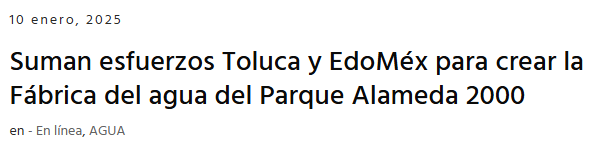 10 enero, 2025
Suman esfuerzos Toluca y EdoMéx para crear la
Fábrica del agua del Parque Alameda 2000
en - En línea, AGUA